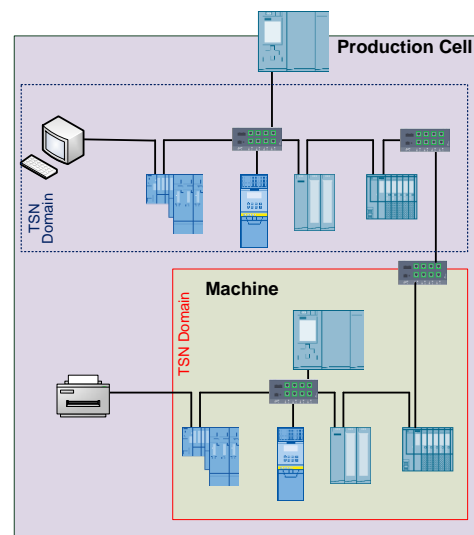 Production Cell
TSN
Domain
Machine
TSN Domain